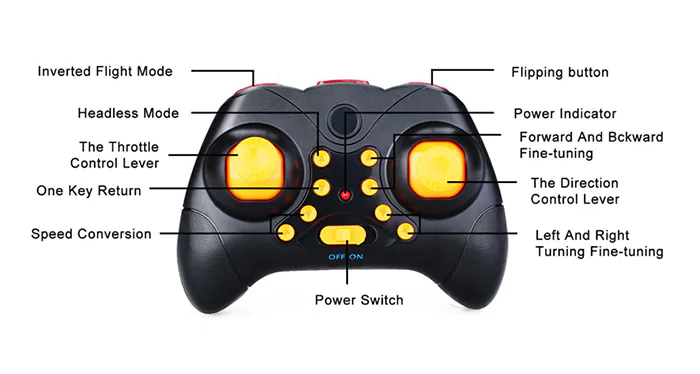 Inverted Flight Mode
Flipping button
Headless Mode
Power Indicator
The Throttle
Control Lever
Forward And Bckward
Fine-tuning
One Key Return
The Direction
Control Lever
Speed Conversion
Left And Right
Turning Fine-tuning
OFF ON
Power Switch